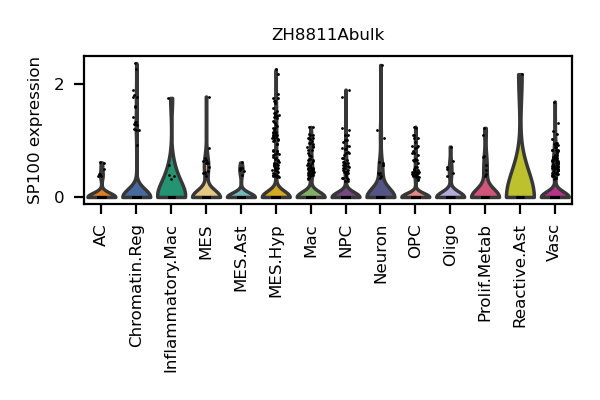 ZH8811Abulk
SP100 expression
2
0
AC
Chromatin.Reg
Inflammatory.Mac
MES
MES.Ast
MES.Hyp
Mac
NPC
Neuron
OPC
Oligo
Prolif.Metab
Reactive.Ast
Vasc